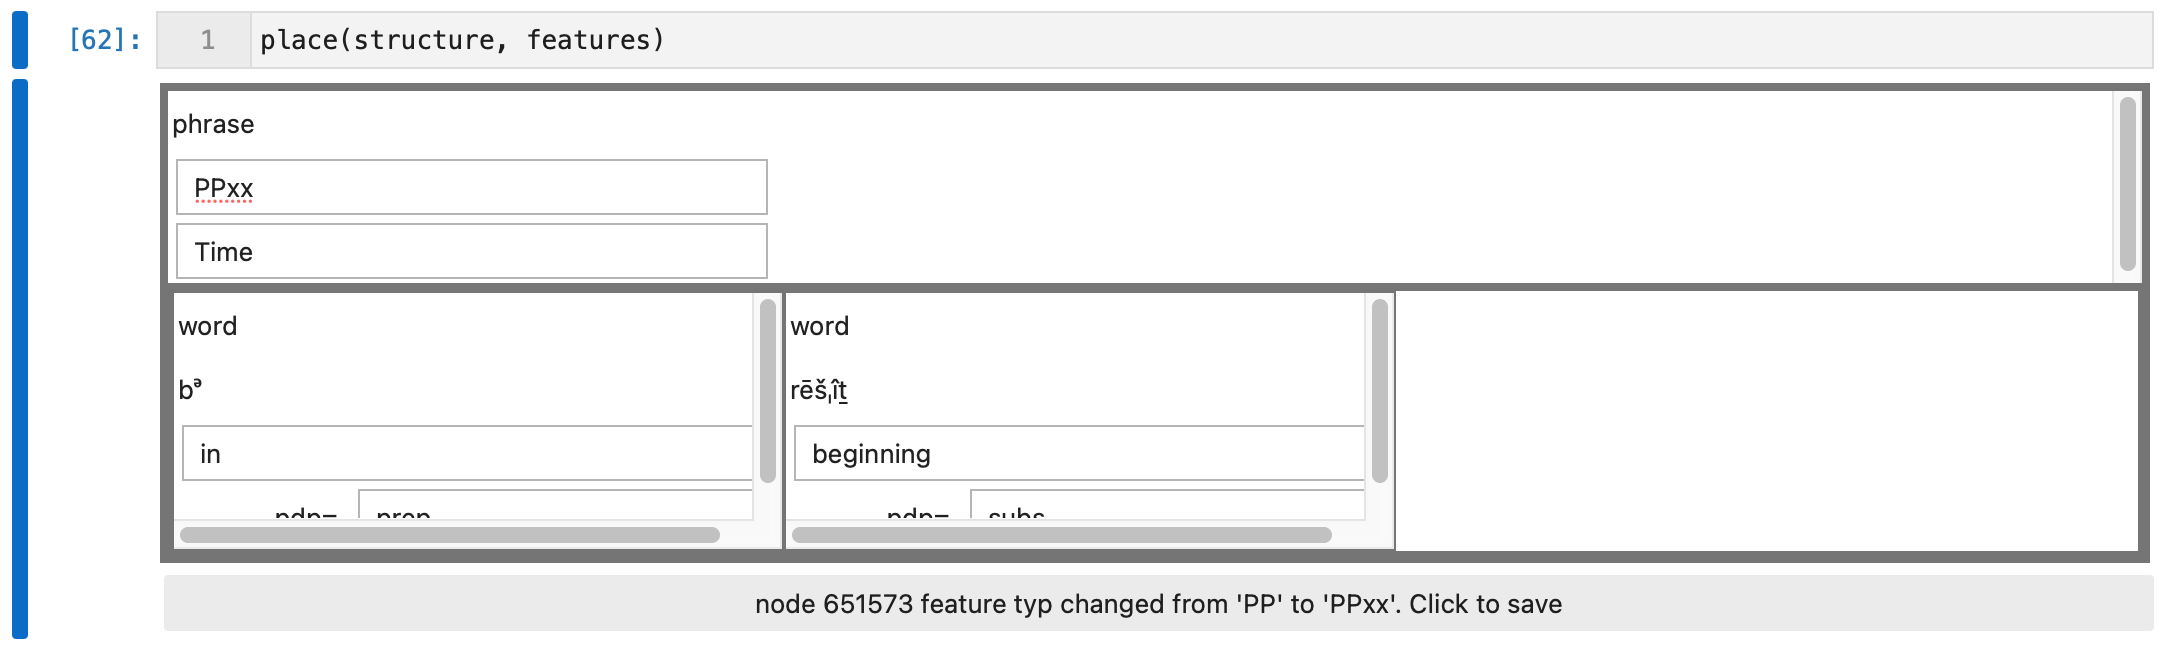 [62]: 1 place(structure, features)
phrase
PPxx
Time
word
bᵊ
in
pdp= prep
word
rēšˌîṯ
beginning
pdp= subs
node 651573 feature typ changed from 'PP' to 'PPxx'. Click to save